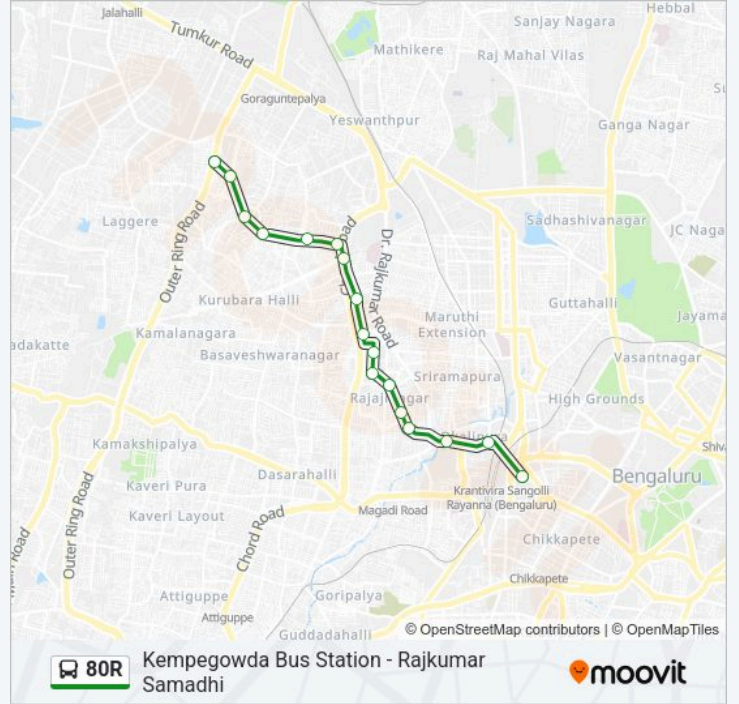 Jalahalli
Hebbal
Sanjay Nagara
Tumkur Road
Mathikere
Raj Mahal Vilas
Goraguntepalya
Yeswanthpur
Ganga Nagar
Laggere
Outer Ring Road
Sadhashivanagar
JC Naga
Dr. Rajkumar Road
Kurubara Halli
Guttahalli
Maruthi
Extension
Jayama
Kamalanagara
adakatte
Basaveshwaranagar
Vasantnagar
Sriramapura
Rajajinagar
High Grounds
Kamakshipalya
Shiv
Dasarahalli
Bengaluru
Kaveri Pura
Krantivira Sangolli
Rayanna (Bengaluru)
Magadi Road
Kaveri Layout
Outer Ring Road
Chord Road
Chikkapete
Road
Chikkapete
Attiguppe
Goripalya
Attiguppe
Guddadahalli
© OpenStreetMap contributors | © OpenMapTiles
80R
Kempegowda Bus Station - Rajkumar
Samadhi
moovit